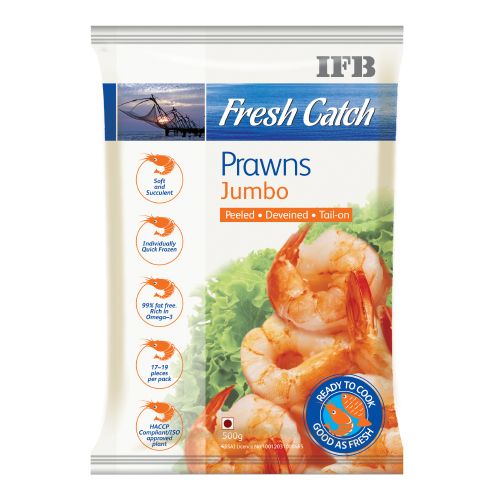 IFB
Fresh Catch
Prawns
Jumbo
Peeled • Deveined • Tail-on
Soft
and
Succulent
Individually
Quick Frozen
99% fat free.
Rich in
Omega-3
17-19
pieces
per pack
HACCP
Compliant/ISO
approved
plant
500g
READY TO COOK
GOOD AS FRESH